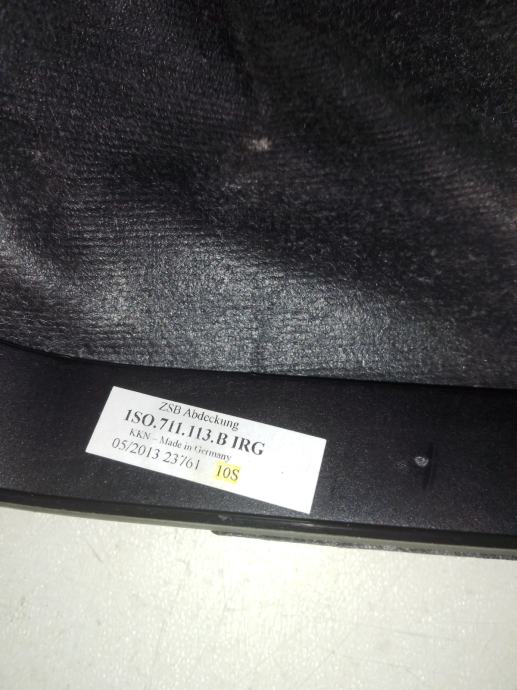 ZSB Abdeckung
1SO.711.113.B IRG
KKN – Made in Germany
05/2013 23761 10S